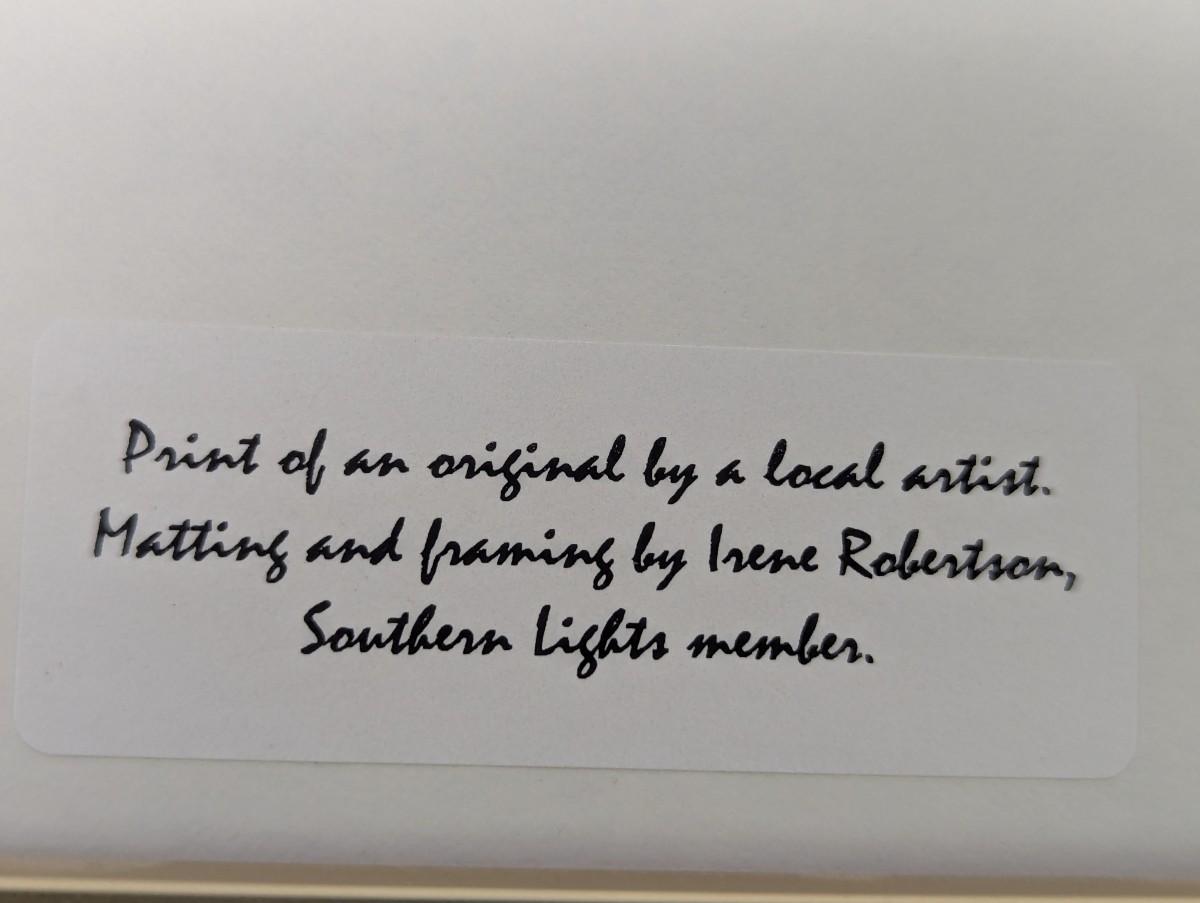 Print of an original by a local artist.
Matting and framing by Irene Robertson,
Southern Lights member.